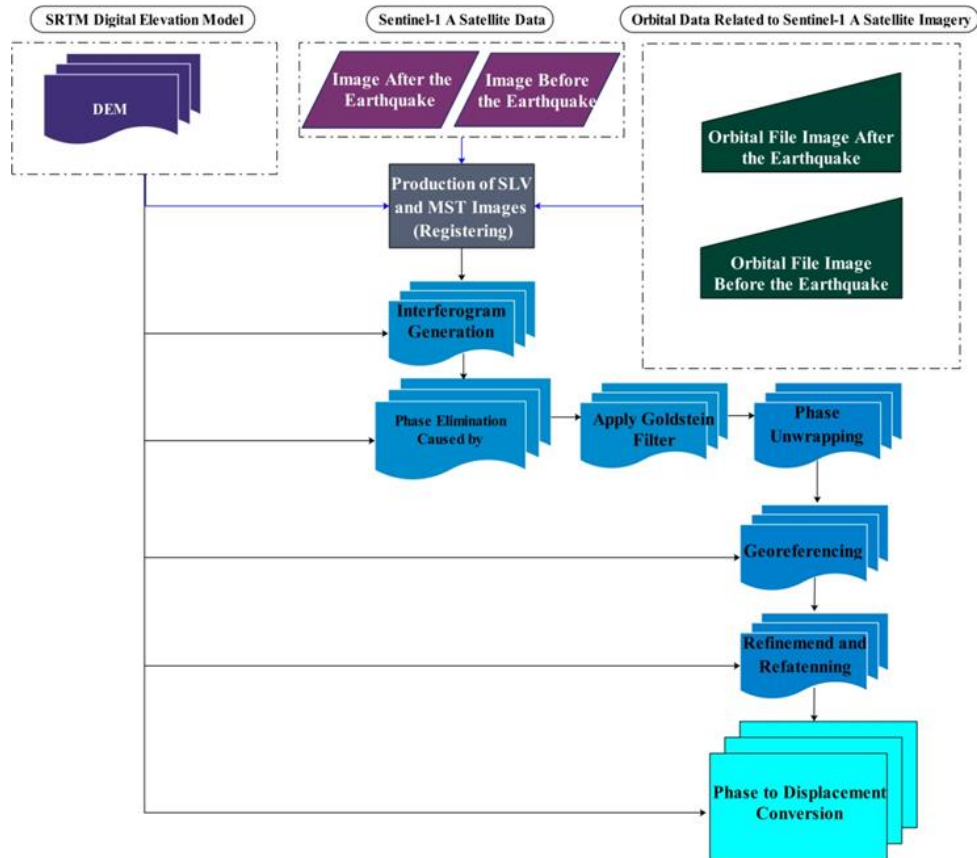 SRTM Digital Elevation Model
Sentinel-1 A Satellite Data
Orbital Data Related to Sentinel-1 A Satellite Imagery
DEM
Image After the
Earthquake
Image Before
the Earthquake
Orbital File Image After
the Earthquake
Orbital File Image
Before the Earthquake
Production of SLV
and MST Images
(Registering)
Interferogram
Generation
Phase Elimination
Caused by
Apply Goldstein
Filter
Phase
Unwrapping
Georeferencing
Refinemend and
Refatenning
Phase to Displacement
Conversion